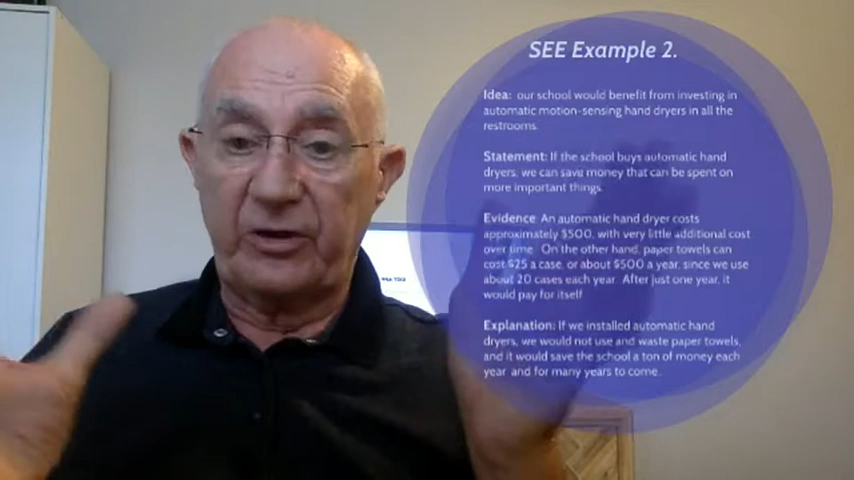 SEE Example 2.
Idea: our school would benefit from investing in
automatic motion-sensing hand dryers in all the
restrooms.
Statement: If the school buys automatic hand
dryers, we can save money that can be spent on
more important things.
Evidence An automatic hand dryer costs
approximately $500, with very little additional cost
over time On the other hand, paper towels can
cost $25 a case, or about $500 a year, since we use
about 20 cases each year After just one year, it
would pay for itself
Explanation: If we installed automatic hand
dryers, we would not use and waste paper towels,
and it would save the school a ton of money each
year and for many years to come.